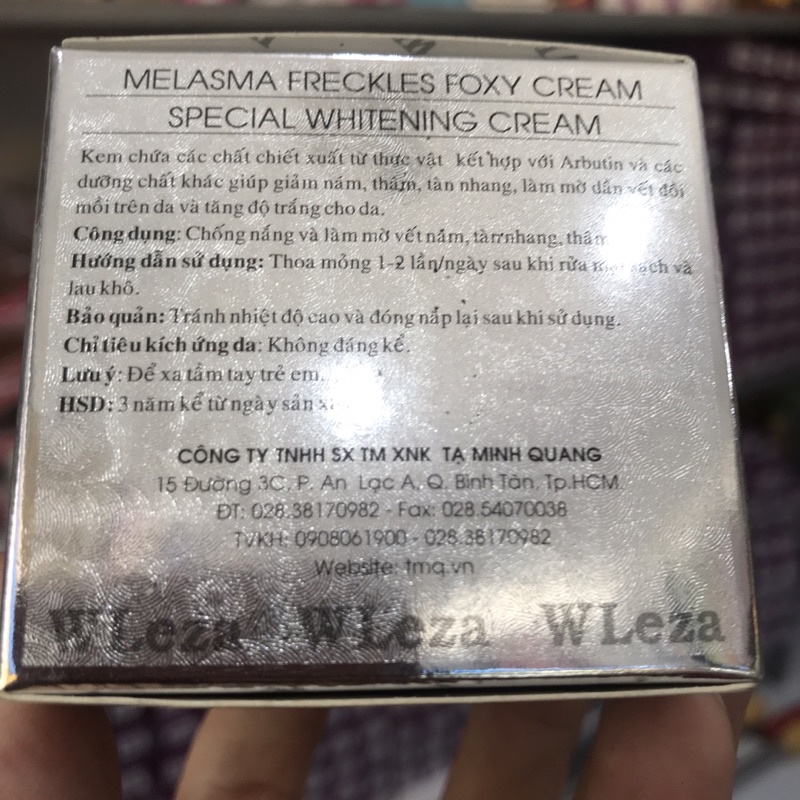 MELASMA FRECKLES FOXY CREAM
SPECIAL WHITENING CREAM
Kem chứa các chất chiết xuất từ thực vật kết hợp với Arbutin và các
dưỡng chất khác giúp giảm nám, thâm, tàn nhang, làm mờ dần vết đồi
mồi trên da và tăng độ trắng cho da.
Công dụng: Chống nắng và làm mờ vết nám, tàn nhang,
Hướng dẫn sử dụng: Thoa mỏng 1-2 lần/ngày sau khi rửa sạch và
lau khô.
Bảo quản: Tránh nhiệt độ cao và đóng nắp lại sau khi sử dụng.
Chỉ tiêu kích ứng da: Không đáng kể.
Lưu ý: Để xa tầm tay trẻ em.
HSD: 3 năm kể từ ngày sản
CÔNG TY TNHH SX TM XNK TẠ MINH QUANG
15 Đường 3C, P. An Lạc A, Q. Bình Tân, Tp.HCM
ĐT: 028.38170982 - Fax: 028.54070038
TVKH: 0908061900 - 028.38170982
Website: tmq.vn
W Leza W Leza W Leza